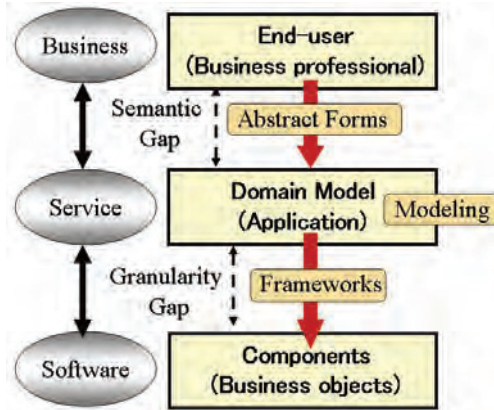 Business
End-user
(Business professional)
Semantic
Gap
Abstract Forms
Service
Domain Model
(Application)
Modeling
Granularity
Gap
Frameworks
Software
Components
(Business objects)